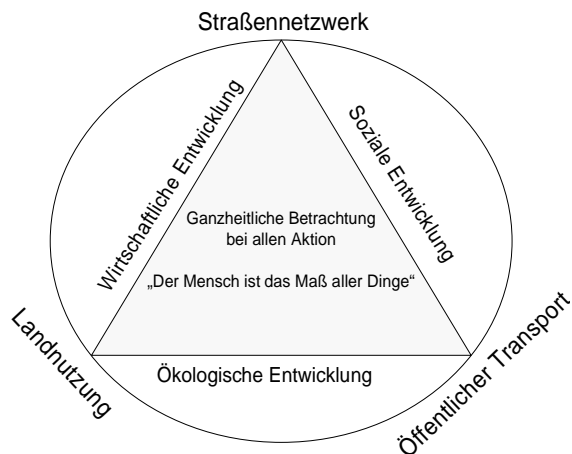 Straßennetzwerk
Wirtschaftliche Entwicklung
Soziale Entwicklung
Ganzheitliche Betrachtung
bei allen Aktion
„Der Mensch ist das Maß aller Dinge“
Landnutzung
Ökologische Entwicklung
Öffentlicher Transport